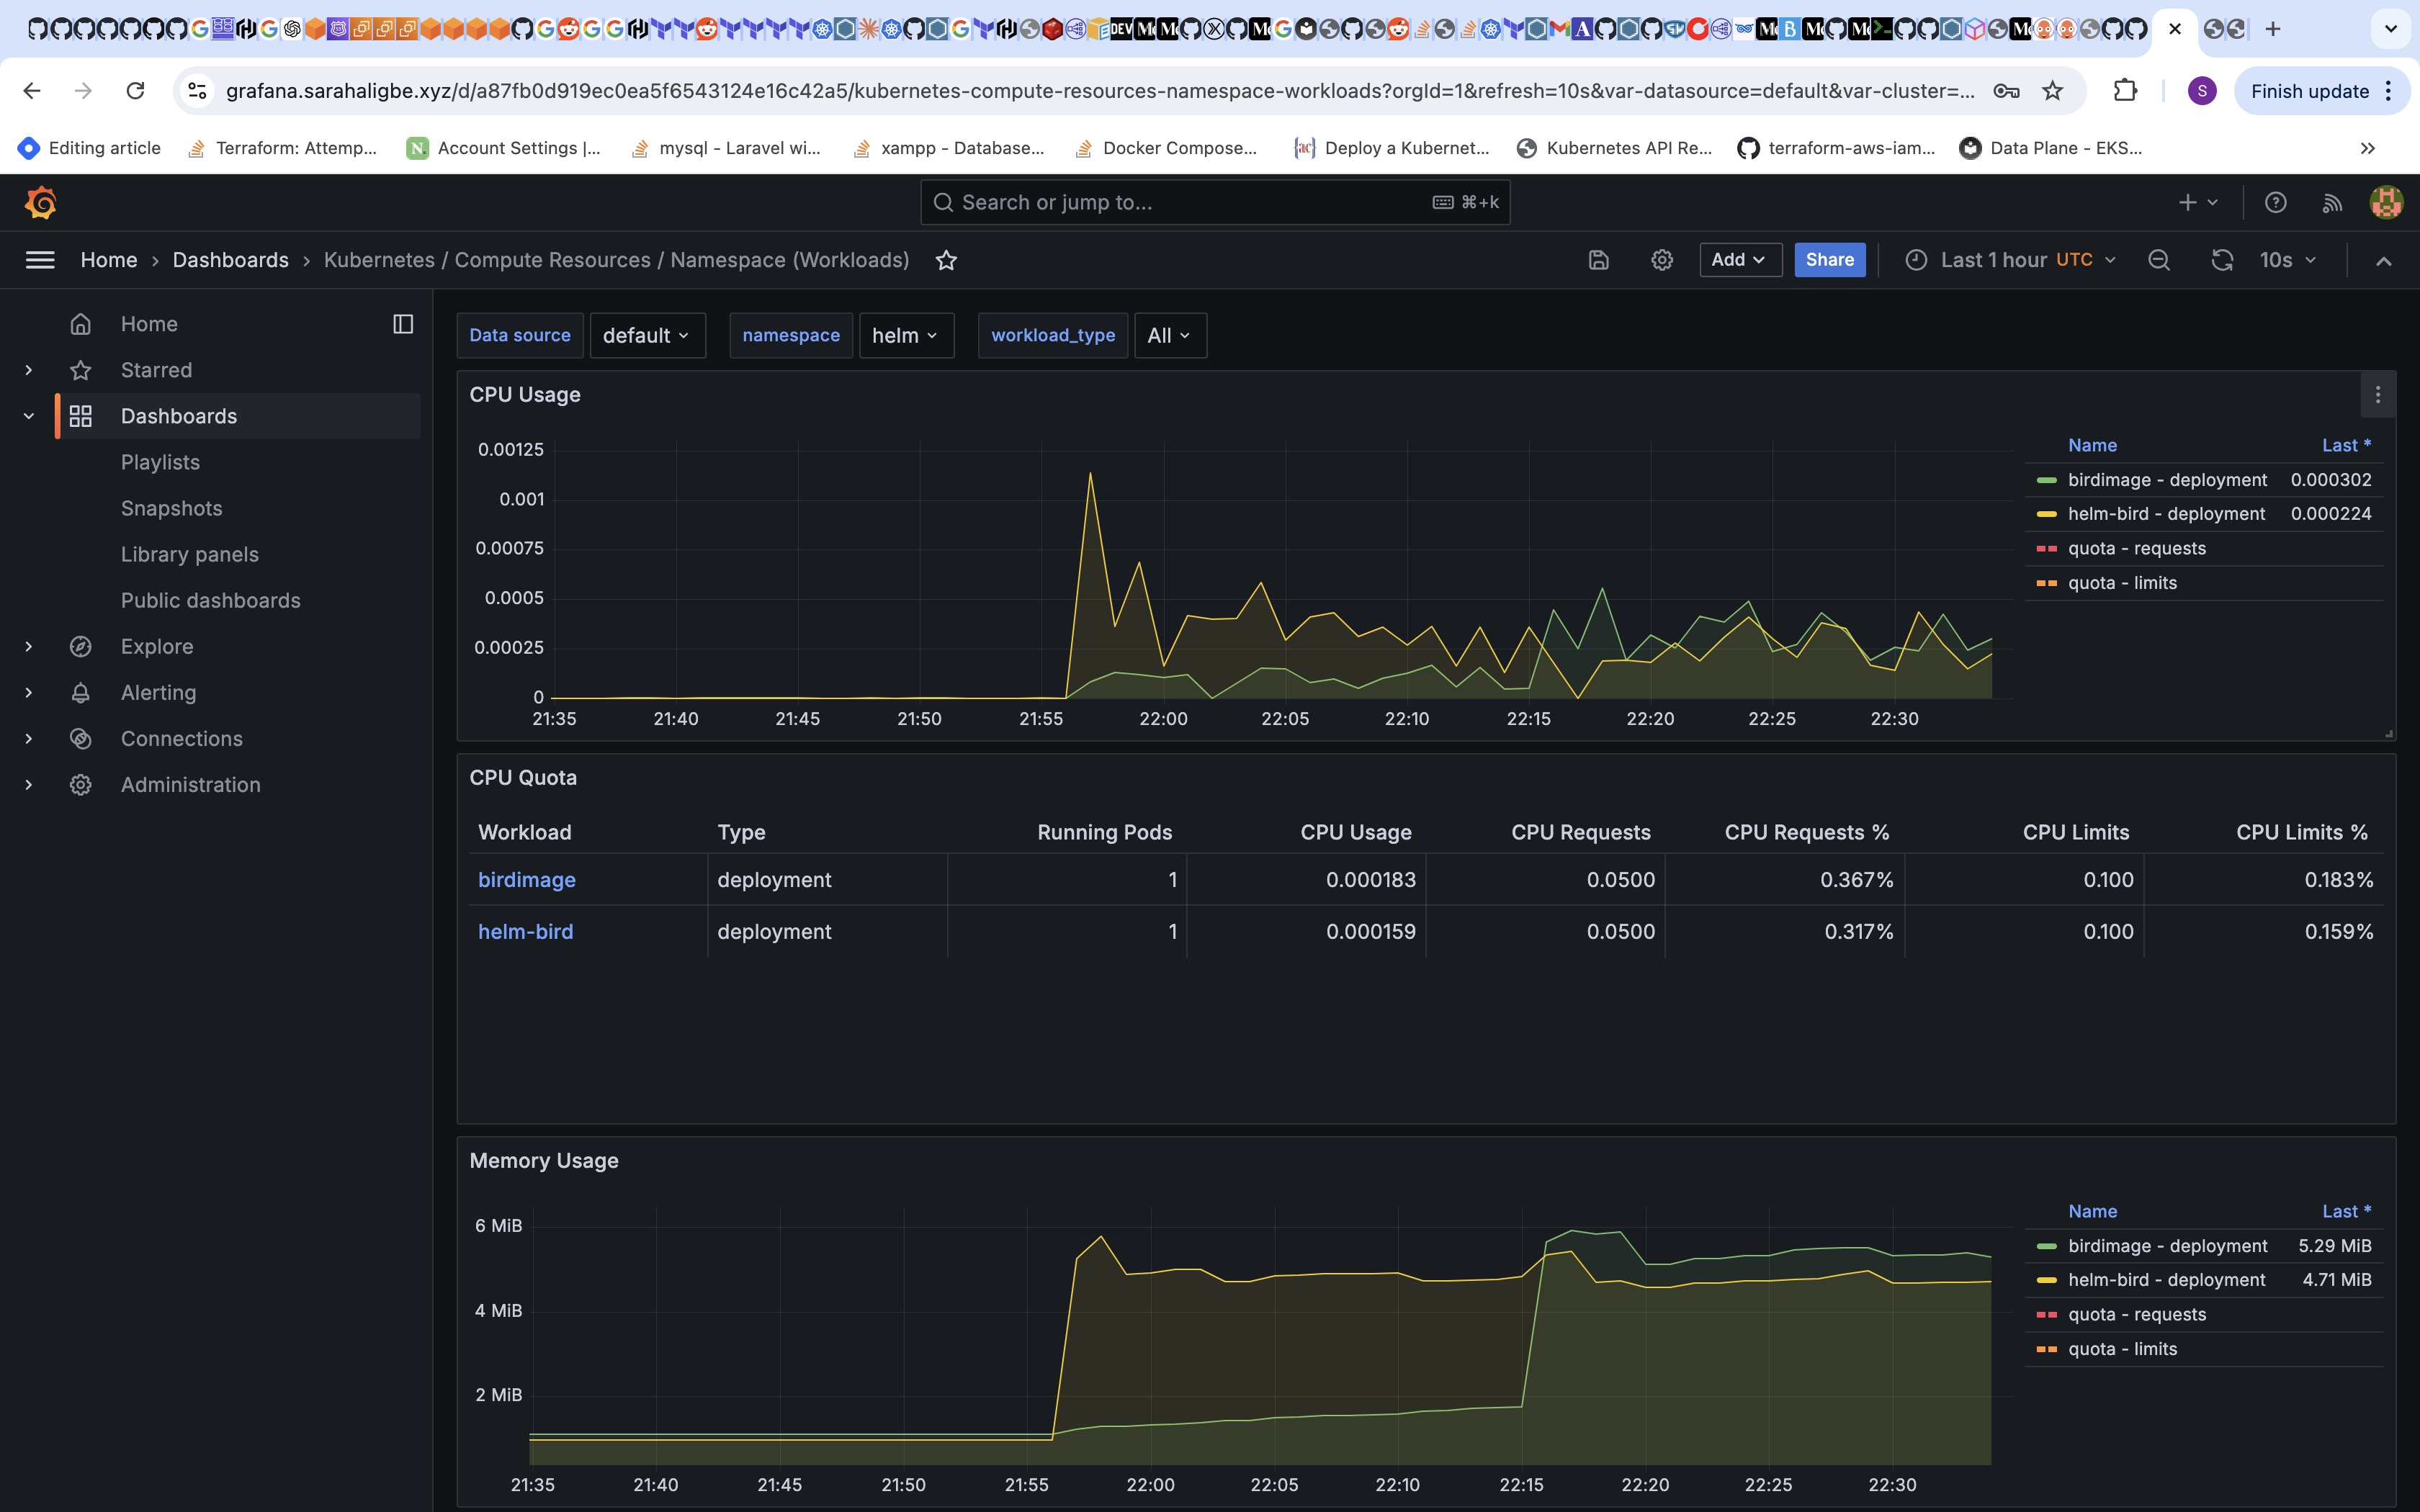 grafana.sarahaligbe.xyz/d/a87fb0d919ec0ea5f6543124e16c42a5/kubernetes-compute-resources-namespace-workloads?orgId=1&refresh=10s&var-datasource=default&var-cluster=...
S
Finish update
Editing article
Terraform: Attemp...
Account Settings |...
mysql - Laravel wi...
xampp - Database...
Docker Compose...
Deploy a Kubernet...
Kubernetes API Re...
terraform-aws-iam...
Data Plane - EKS...
Search or jump to...
⌘+k
Home › Dashboards › Kubernetes / Compute Resources / Namespace (Workloads)
Add
Share
Last 1 hour UTC
10s
Home
Starred
Dashboards
Playlists
Snapshots
Library panels
Public dashboards
Explore
Alerting
Connections
Administration
Data source default namespace helm workload_type All
CPU Usage
0.00125
0.001
0.00075
0.0005
0.00025
0
21:35 21:40 21:45 21:50 21:55 22:00 22:05 22:10 22:15 22:20 22:25 22:30
Name Last *
birdimage - deployment 0.000302
helm-bird - deployment 0.000224
quota - requests
quota - limits
CPU Quota
Workload Type Running Pods CPU Usage CPU Requests CPU Requests % CPU Limits CPU Limits %
birdimage deployment 1 0.000183 0.0500 0.367% 0.100 0.183%
helm-bird deployment 1 0.000159 0.0500 0.317% 0.100 0.159%
Memory Usage
6 MiB
4 MiB
2 MiB
21:35 21:40 21:45 21:50 21:55 22:00 22:05 22:10 22:15 22:20 22:25 22:30
Name Last *
birdimage - deployment 5.29 MiB
helm-bird - deployment 4.71 MiB
quota - requests
quota - limits